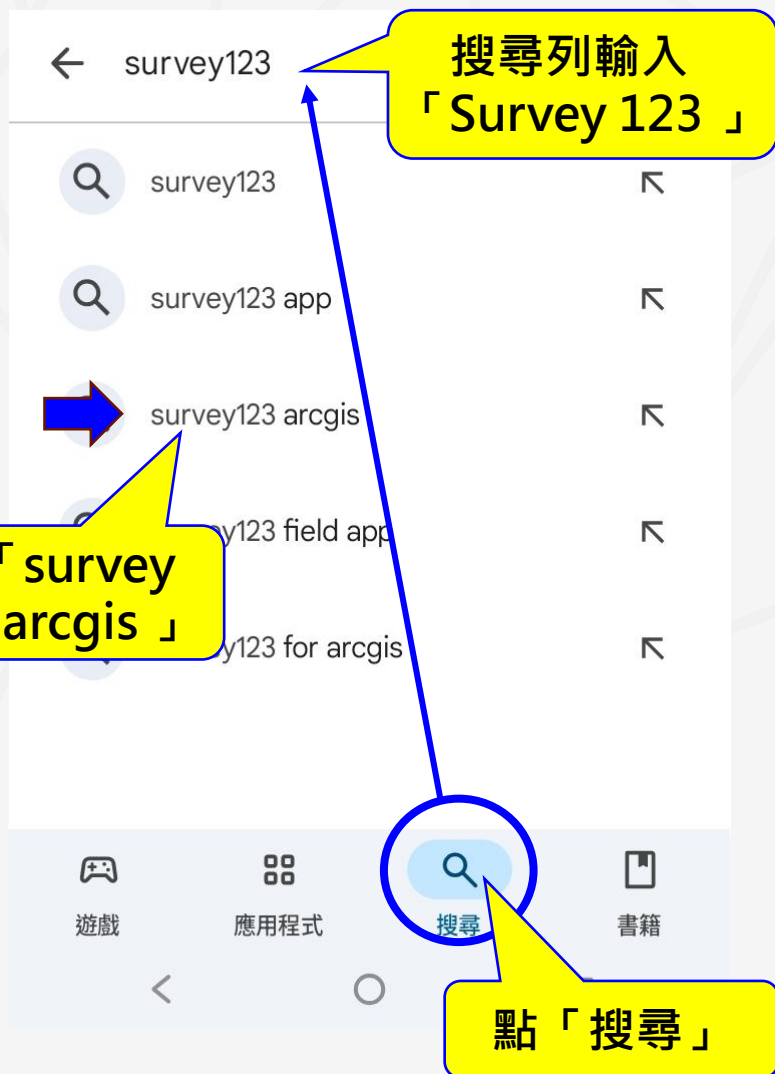 survey123
搜尋列輸入
「Survey 123 」
survey123
survey123 app
survey123 arcgis
y123 field app
「survey
arcgis 」
y123 for arcgis
遊戲
應用程式
搜尋
書籍
點「搜尋」